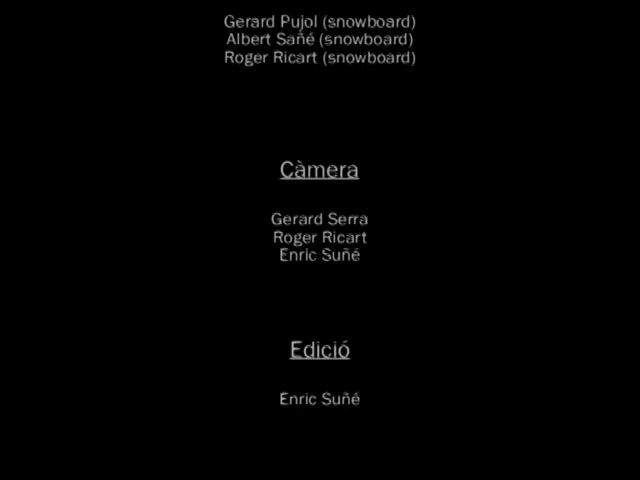 Gerard Pujol (snowboard)
Albert Sañé (snowboard)
Roger Ricart (snowboard)
Càmera
Gerard Serra
Roger Ricart
Enric Suñé
Edició
Enric Suñé